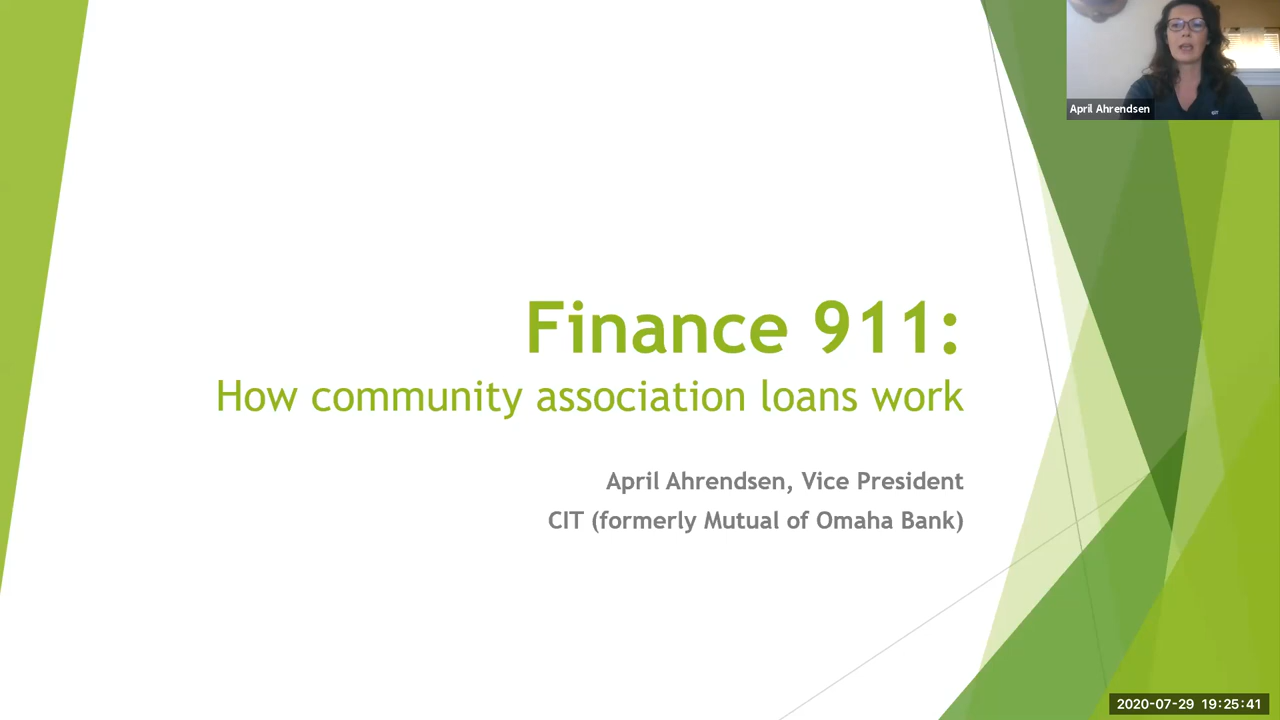 April Ahrendsen
Finance 911:
How community association loans work
April Ahrendsen, Vice President
CIT (formerly Mutual of Omaha Bank)
2020-07-29 19:25:41